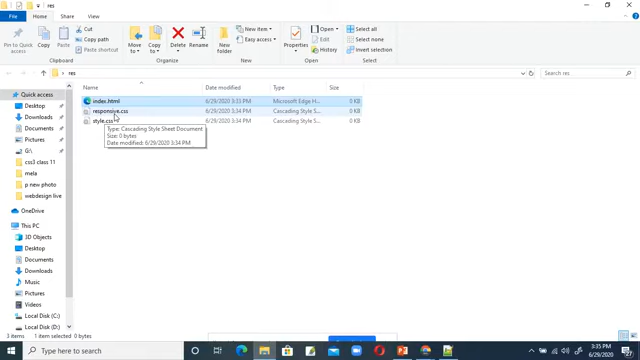 res
File Home Share View
Pin to Quick access
Copy
Paste
Cut
Copy path
Paste shortcut
Move to
Copy to
Delete
Rename
New folder
New item
Easy access
Properties
Open
Edit
History
Select all
Select none
Invert selection
Clipboard Organize New Open Select
res
Search res
Name Date modified Type Size
index.html 6/29/2020 3:33 PM Microsoft Edge H... 0 KB
responsive.css 6/29/2020 3:34 PM Cascading Style S... 0 KB
style.css 6/29/2020 3:34 PM Cascading Style S... 0 KB
Type: Cascading Style Sheet Document
Size: 0 bytes
Date modified: 6/29/2020 3:34 PM
Quick access
Desktop
Downloads
Documents
Pictures
css3 class 11
mela
p new photo
webdesign live
OneDrive
This PC
3D Objects
Desktop
Documents
Downloads
Music
Pictures
Videos
Local Disk (C:)
Local Disk (D:)
3 items 1 item selected 0 bytes
Type here to search
3:35 PM
6/29/2020